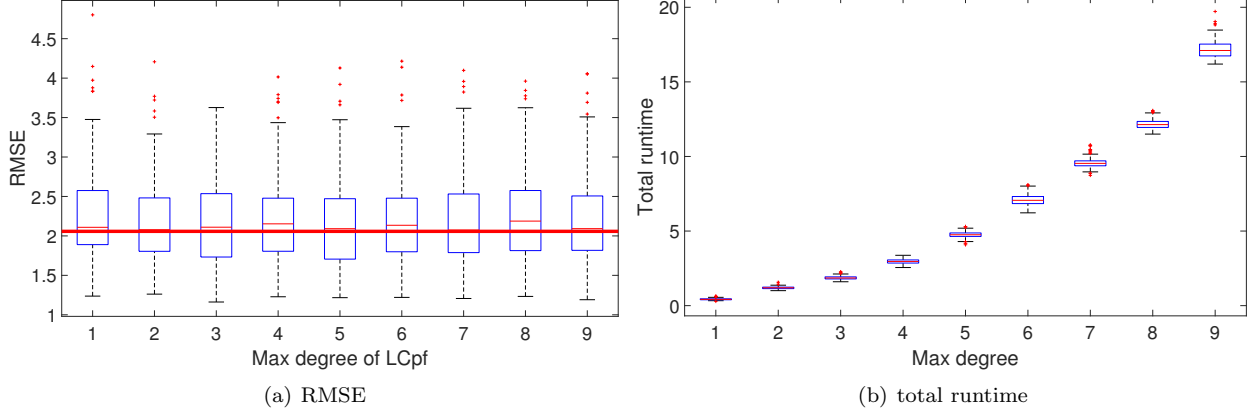 4.5
4
3.5
3
2.5
2
1.5
1
RMSE
1 2 3 4 5 6 7 8 9
Max degree of LCpf
(a) RMSE
20
15
10
5
0
Total runtime
1 2 3 4 5 6 7 8 9
Max degree
(b) total runtime